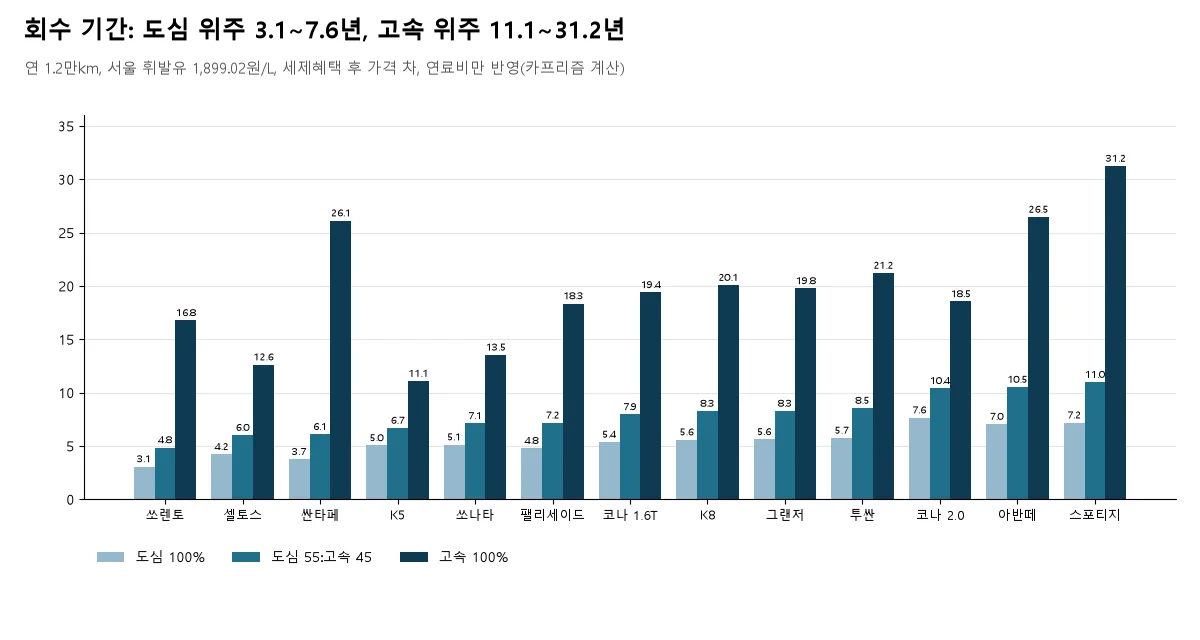 회수 기간: 도심 위주 3.1~7.6년, 고속 위주 11.1~31.2년
연 1.2만km, 서울 휘발유 1,899.02원/L, 세제혜택 후 가격 차, 연료비만 반영(카프리즘 계산)
35
30
25
20
15
10
5
0
3.1 4.8 16.8
4.2 6.0 12.6
3.7 6.1 26.1
5.0 6.7 11.1
5.1 7.1 13.5
4.8 7.2 18.3
5.4 7.9 19.4
5.6 8.3 20.1
5.6 8.3 19.8
5.7 8.5 21.2
7.6 10.4 18.5
7.0 10.5 26.5
7.2 11.0 31.2
쏘렌토 셀토스 싼타페 K5 쏘나타 팰리세이드 코나 1.6T K8 그랜저 투싼 코나 2.0 아반떼 스포티지
도심 100% 도심 55:고속 45 고속 100%